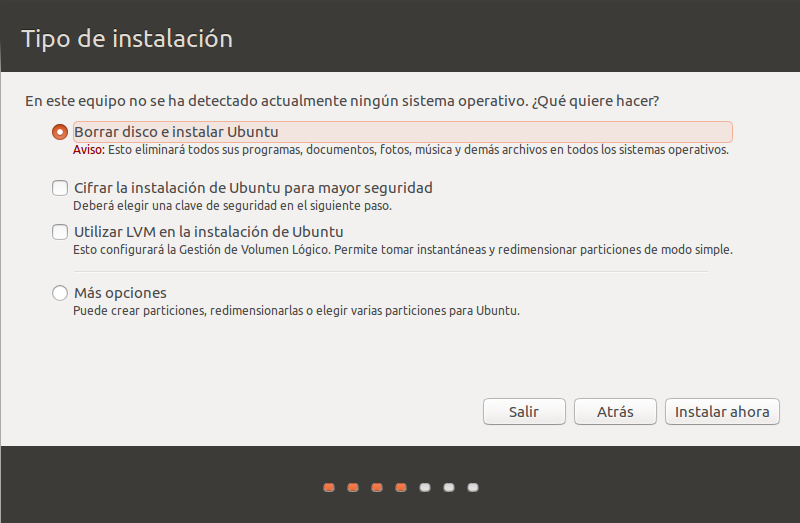 Tipo de instalación
En este equipo no se ha detectado actualmente ningún sistema operativo. ¿Qué quiere hacer?
Borrar disco e instalar Ubuntu
Aviso: Esto eliminará todos sus programas, documentos, fotos, música y demás archivos en todos los sistemas operativos.
Cifrar la instalación de Ubuntu para mayor seguridad
Deberá elegir una clave de seguridad en el siguiente paso.
Utilizar LVM en la instalación de Ubuntu
Esto configurará la Gestión de Volumen Lógico. Permite tomar instantáneas y redimensionar particiones de modo simple.
Más opciones
Puede crear particiones, redimensionarlas o elegir varias particiones para Ubuntu.
Salir Atrás Instalar ahora